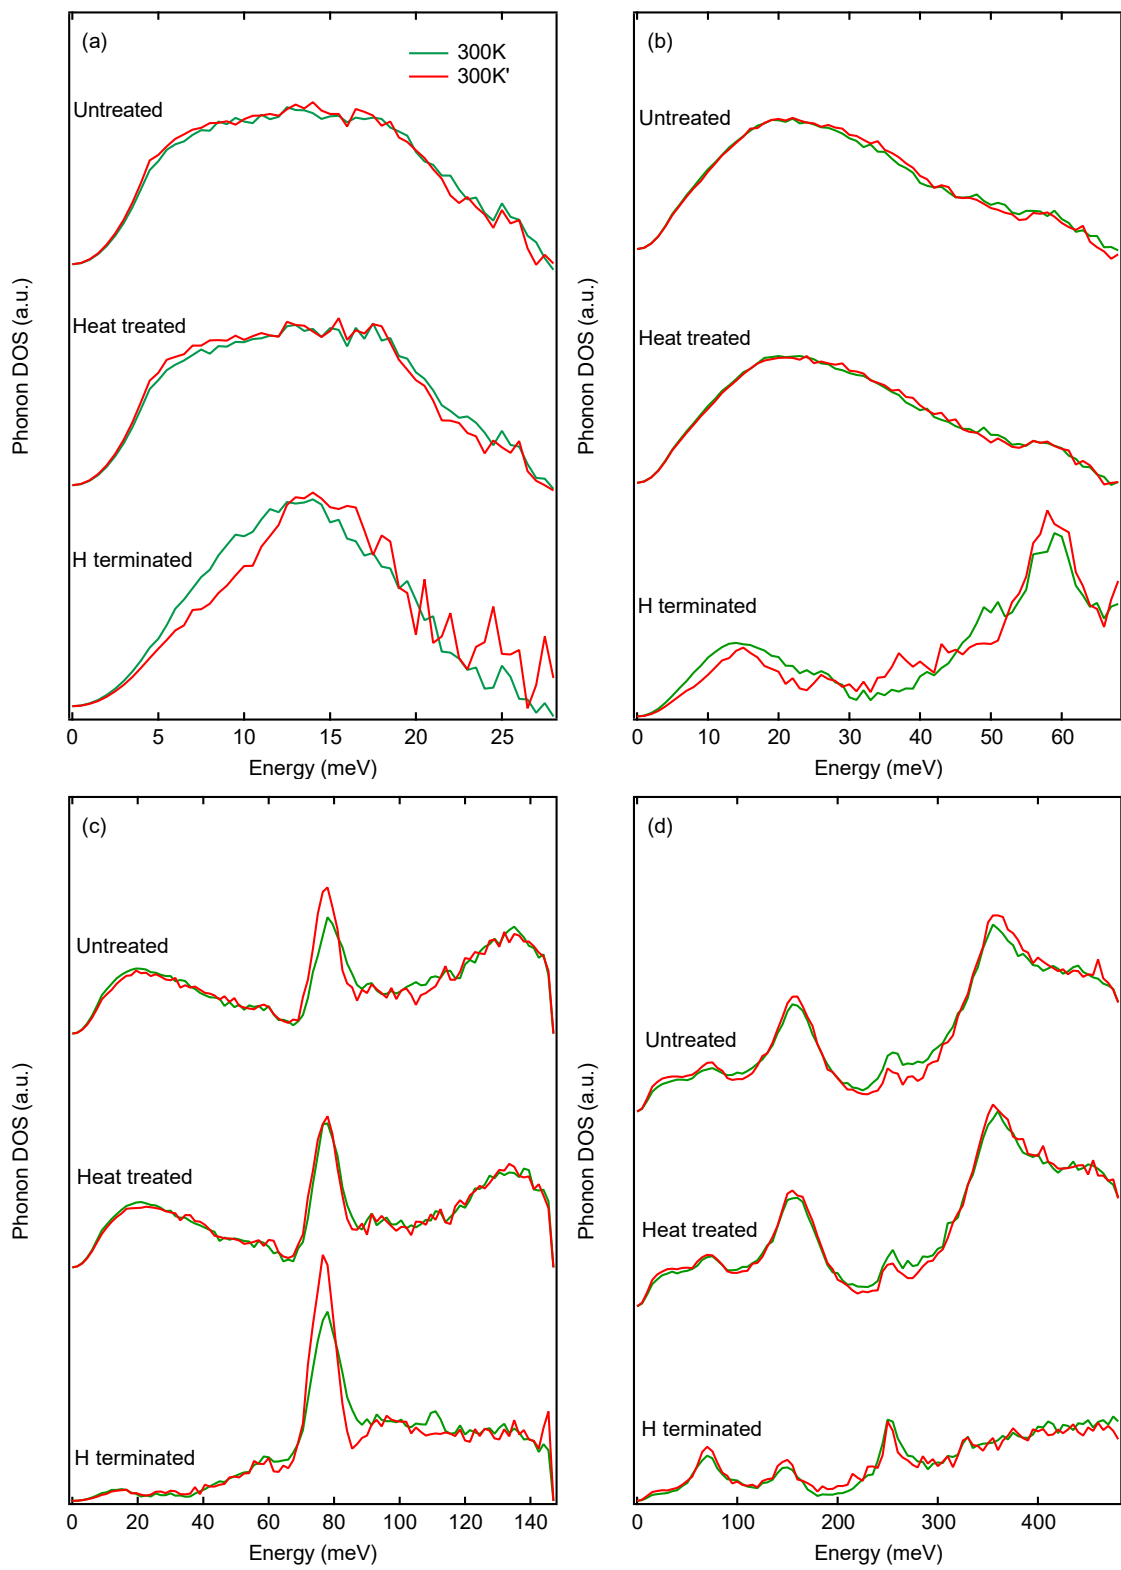 (a)
300K
300K'
Untreated
Heat treated
H terminated
Phonon DOS (a.u.)
0 5 10 15 20 25
Energy (meV)
(b)
Untreated
Heat treated
H terminated
Phonon DOS (a.u.)
0 10 20 30 40 50 60
Energy (meV)
(c)
Untreated
Heat treated
H terminated
Phonon DOS (a.u.)
0 20 40 60 80 100 120 140
Energy (meV)
(d)
Untreated
Heat treated
H terminated
Phonon DOS (a.u.)
0 100 200 300 400
Energy (meV)